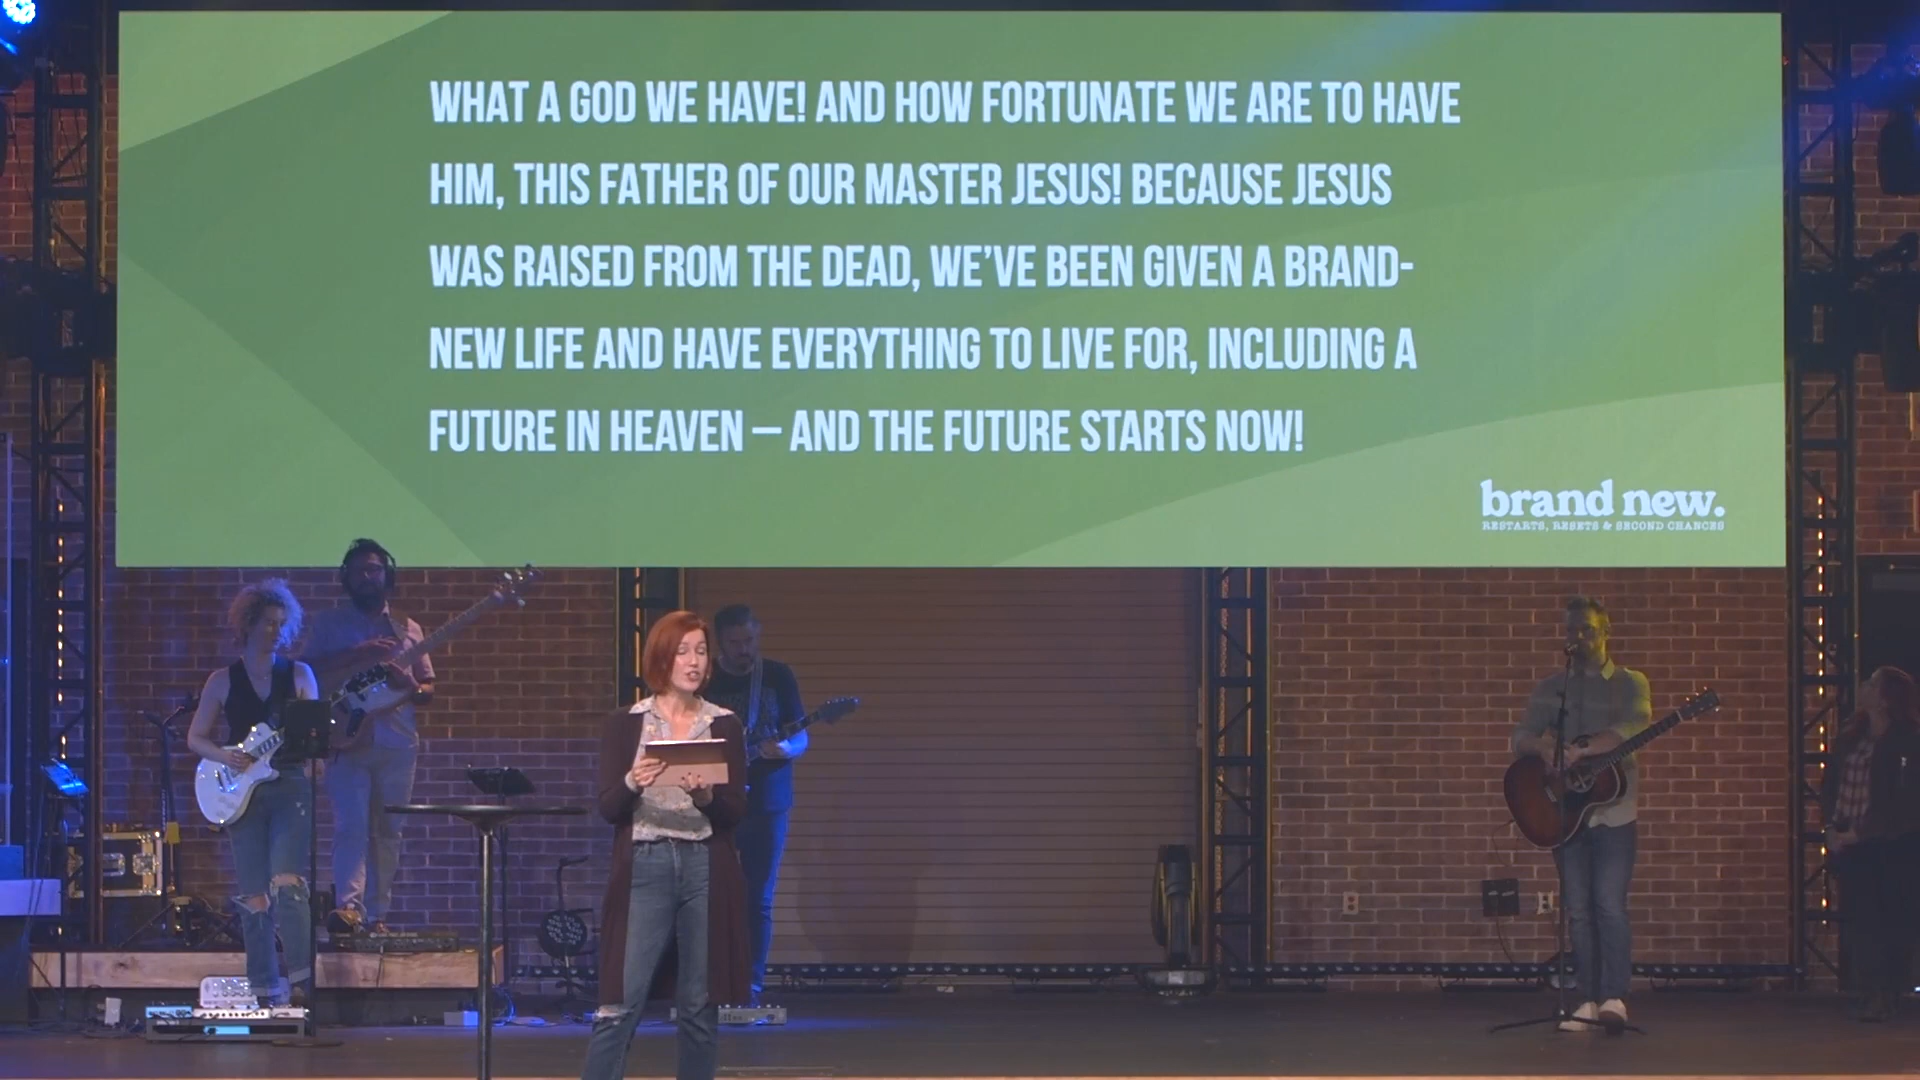 WHAT A GOD WE HAVE! AND HOW FORTUNATE WE ARE TO HAVE
HIM, THIS FATHER OF OUR MASTER JESUS! BECAUSE JESUS
WAS RAISED FROM THE DEAD, WE’VE BEEN GIVEN A BRAND-
NEW LIFE AND HAVE EVERYTHING TO LIVE FOR, INCLUDING A
FUTURE IN HEAVEN – AND THE FUTURE STARTS NOW!
brand new.
RESTARTS, RESETS & SECOND CHANCES